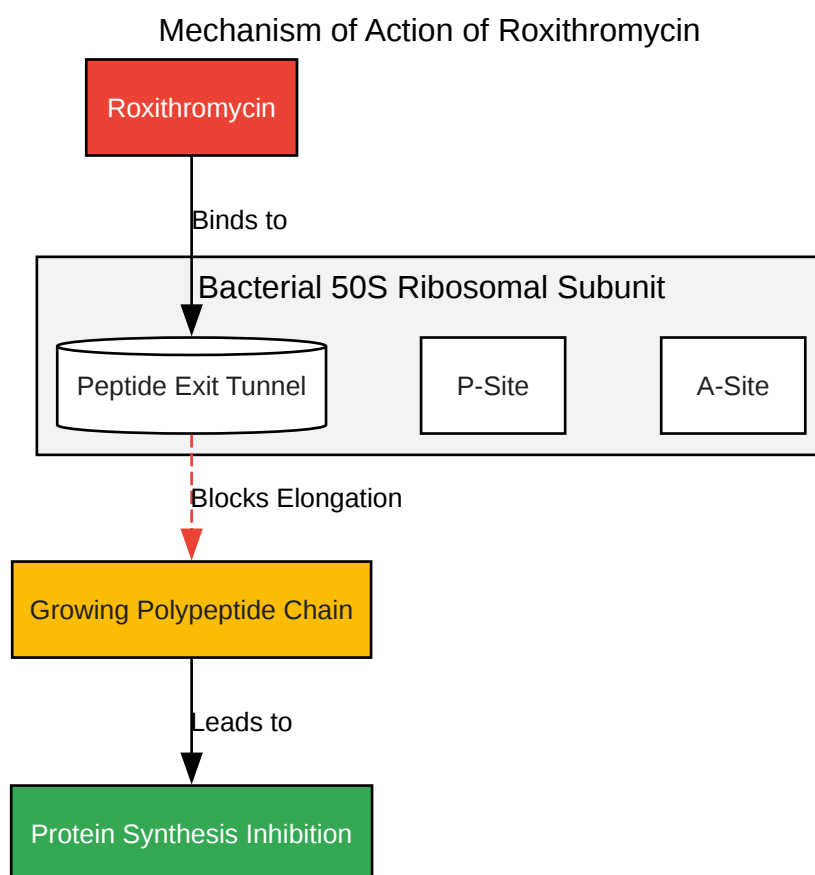 Mechanism of Action of Roxithromycin
Roxithromycin
Binds to
Bacterial 50S Ribosomal Subunit
Peptide Exit Tunnel
P-Site
A-Site
Blocks Elongation
Growing Polypeptide Chain
Leads to
Protein Synthesis Inhibition